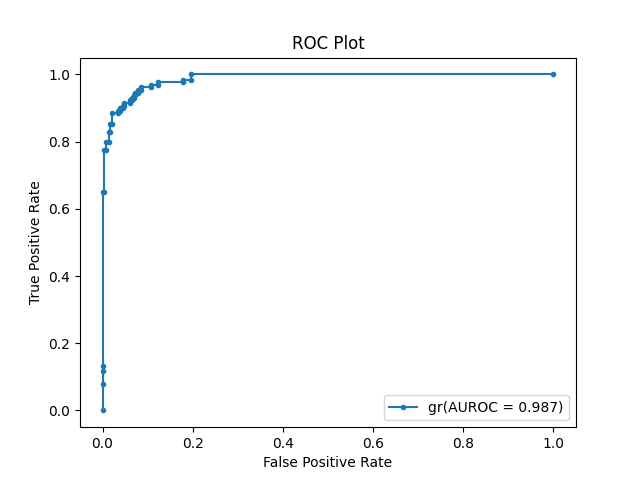 ROC Plot
1.0
0.8
0.6
0.4
0.2
0.0
True Positive Rate
0.0 0.2 0.4 0.6 0.8 1.0
False Positive Rate
gr(AUROC = 0.987)